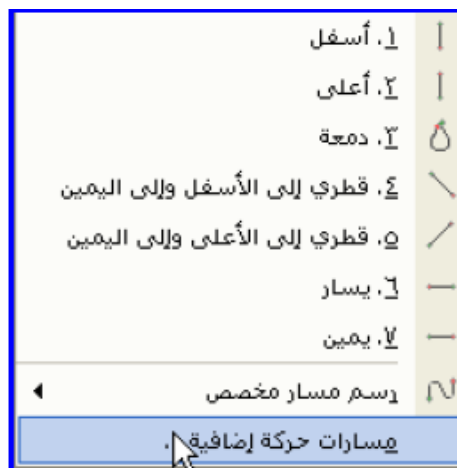 ١. أسفل
٢. أعلى
٣. دمعة
٤. قطري إلى الأسفل وإلى اليمين
٥. قطري إلى الأعلى وإلى اليمين
٦. يسار
٧. يمين
رسم مسار مخصص
مسارات حركة إضافية..